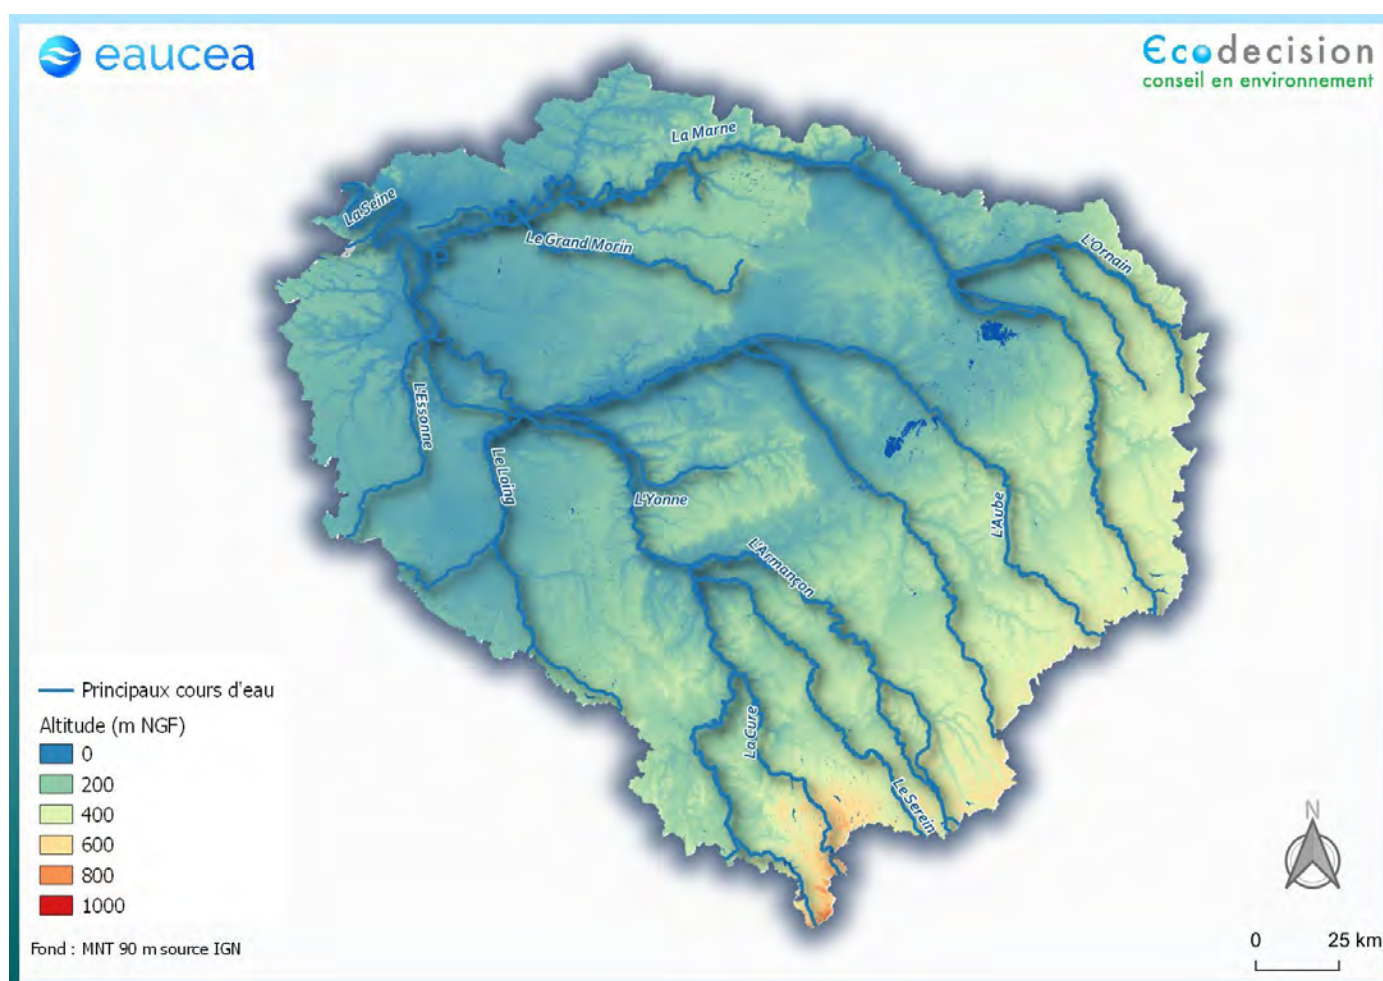 eaucea
Ecodecision
conseil en environnement
La Marne
La Seine
Le Grand Morin
L'Ornain
L'Essonne
Le Loing
L'Yonne
L'Aube
L'Armançon
La Cure
Le Serein
Principaux cours d'eau
Altitude (m NGF)
0
200
400
600
800
1000
Fond : MNT 90 m source IGN
N
0 25 km